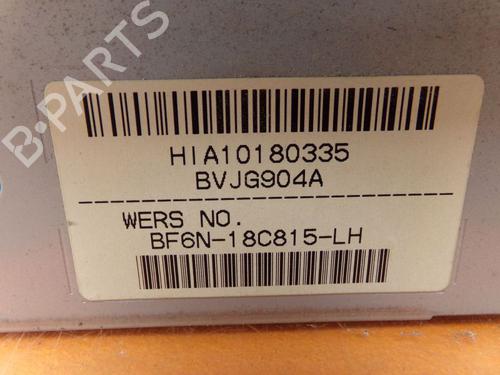 B-PARTS
HIA10180335
BVJG904A
WERS NO.
BF6N-18C815-LH